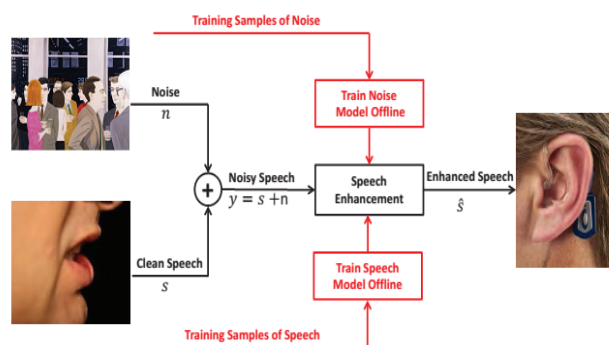 Training Samples of Noise
Noise
n
Train Noise
Model Offline
Noisy Speech
y = s +n
Speech
Enhancement
Enhanced Speech
ŝ
Clean Speech
s
Train Speech
Model Offline
Training Samples of Speech